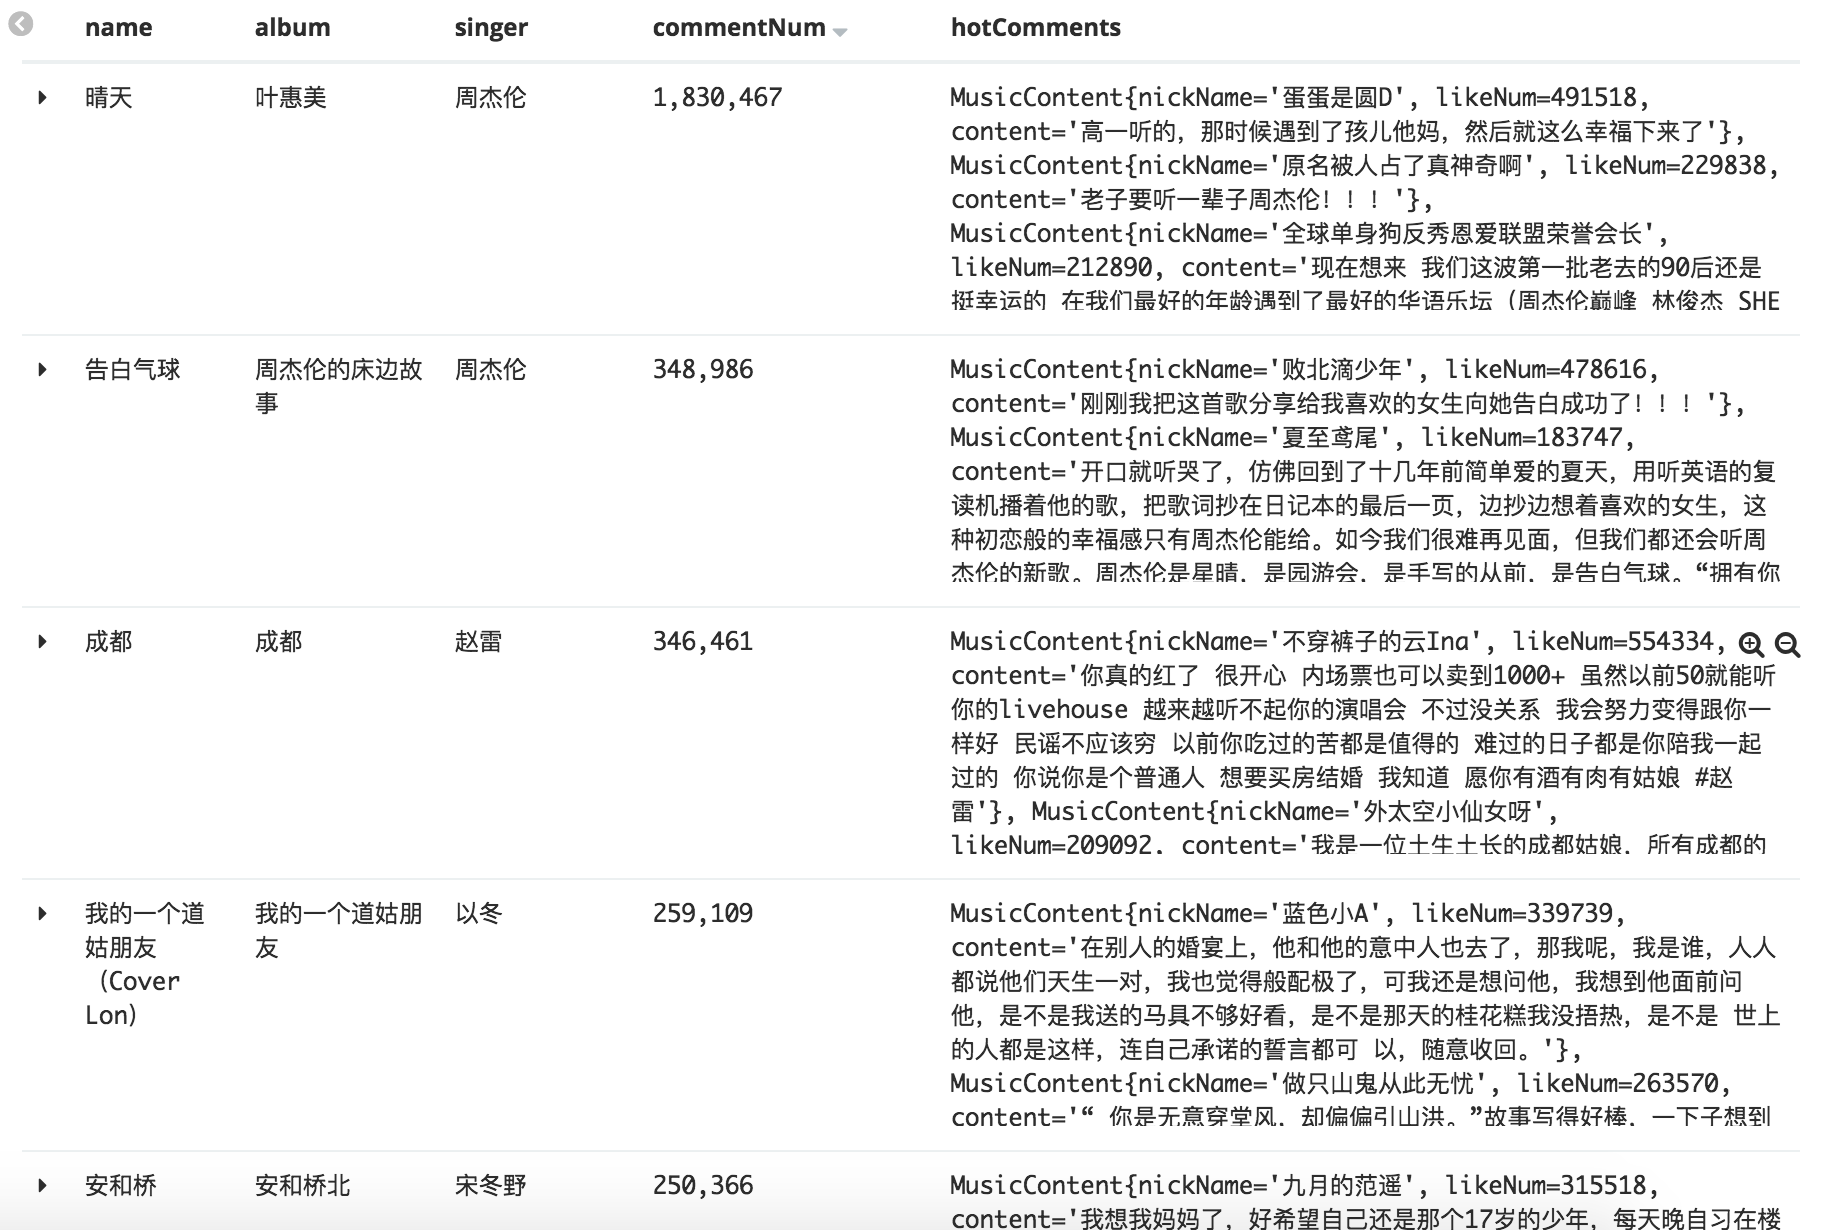 name album singer commentNum hotComments
晴天 叶惠美 周杰伦 1,830,467 MusicContent{nickName='蛋蛋是圆D', likeNum=491518,
content='高一听的，那时候遇到了孩儿他妈，然后就这么幸福下来了'},
MusicContent{nickName='原名被人占了真神奇啊', likeNum=229838,
content='老子要听一辈子周杰伦！！！'},
MusicContent{nickName='全球单身狗反秀恩爱联盟荣誉会长',
likeNum=212890, content='现在想来 我们这波第一批老去的90后还是
挺幸运的 在我们最好的年龄遇到了最好的华语乐坛（周杰伦巅峰 林俊杰 SHE
告白气球 周杰伦的床边故 周杰伦 348,986 MusicContent{nickName='败北滴少年', likeNum=478616,
事 content='刚刚我把这首歌分享给我喜欢的女生向她告白成功了！！！'},
MusicContent{nickName='夏至鸢尾', likeNum=183747,
content='开口就听哭了，仿佛回到了十几年前简单爱的夏天，用听英语的复
读机播着他的歌，把歌词抄在日记本的最后一页，边抄边想着喜欢的女生，这
种初恋般的幸福感只有周杰伦能给。如今我们很难再见面，但我们都还会听周
杰伦的新歌。周杰伦是星晴，是园游会，是手写的从前，是告白气球。“拥有你
成都 成都 赵雷 346,461 MusicContent{nickName='不穿裤子的云Ina', likeNum=554334,
content='你真的红了 很开心 内场票也可以卖到1000+ 虽然以前50就能听
你的livehouse 越来越听不起你的演唱会 不过没关系 我会努力变得跟你一
样好 民谣不应该穷 以前你吃过的苦都是值得的 难过的日子都是你陪我一起
过的 你说你是个普通人 想要买房结婚 我知道 愿你有酒有肉有姑娘 #赵
雷'}, MusicContent{nickName='外太空小仙女呀',
likeNum=209092, content='我是一位土生土长的成都姑娘，所有成都的
我的一个道 我的一个道姑朋 以冬 259,109 MusicContent{nickName='蓝色小A', likeNum=339739,
姑朋友 友 content='在别人的婚宴上，他和他的意中人也去了，那我呢，我是谁，人人
（Cover 都说他们天生一对，我也觉得般配极了，可我还是想问他，我想到他面前问
Lon） 他，是不是我送的马具不够好看，是不是那天的桂花糕我没捂热，是不是 世上
的人都是这样，连自己承诺的誓言都可 以，随意收回。'},
MusicContent{nickName='做只山鬼从此无忧', likeNum=263570,
content='“ 你是无意穿堂风，却偏偏引山洪。”故事写得好棒，一下子想到
安和桥 安和桥北 宋冬野 250,366 MusicContent{nickName='九月的范遥', likeNum=315518,
content='我想我妈妈了，好希望自己还是那个17岁的少年，每天晚自习在楼